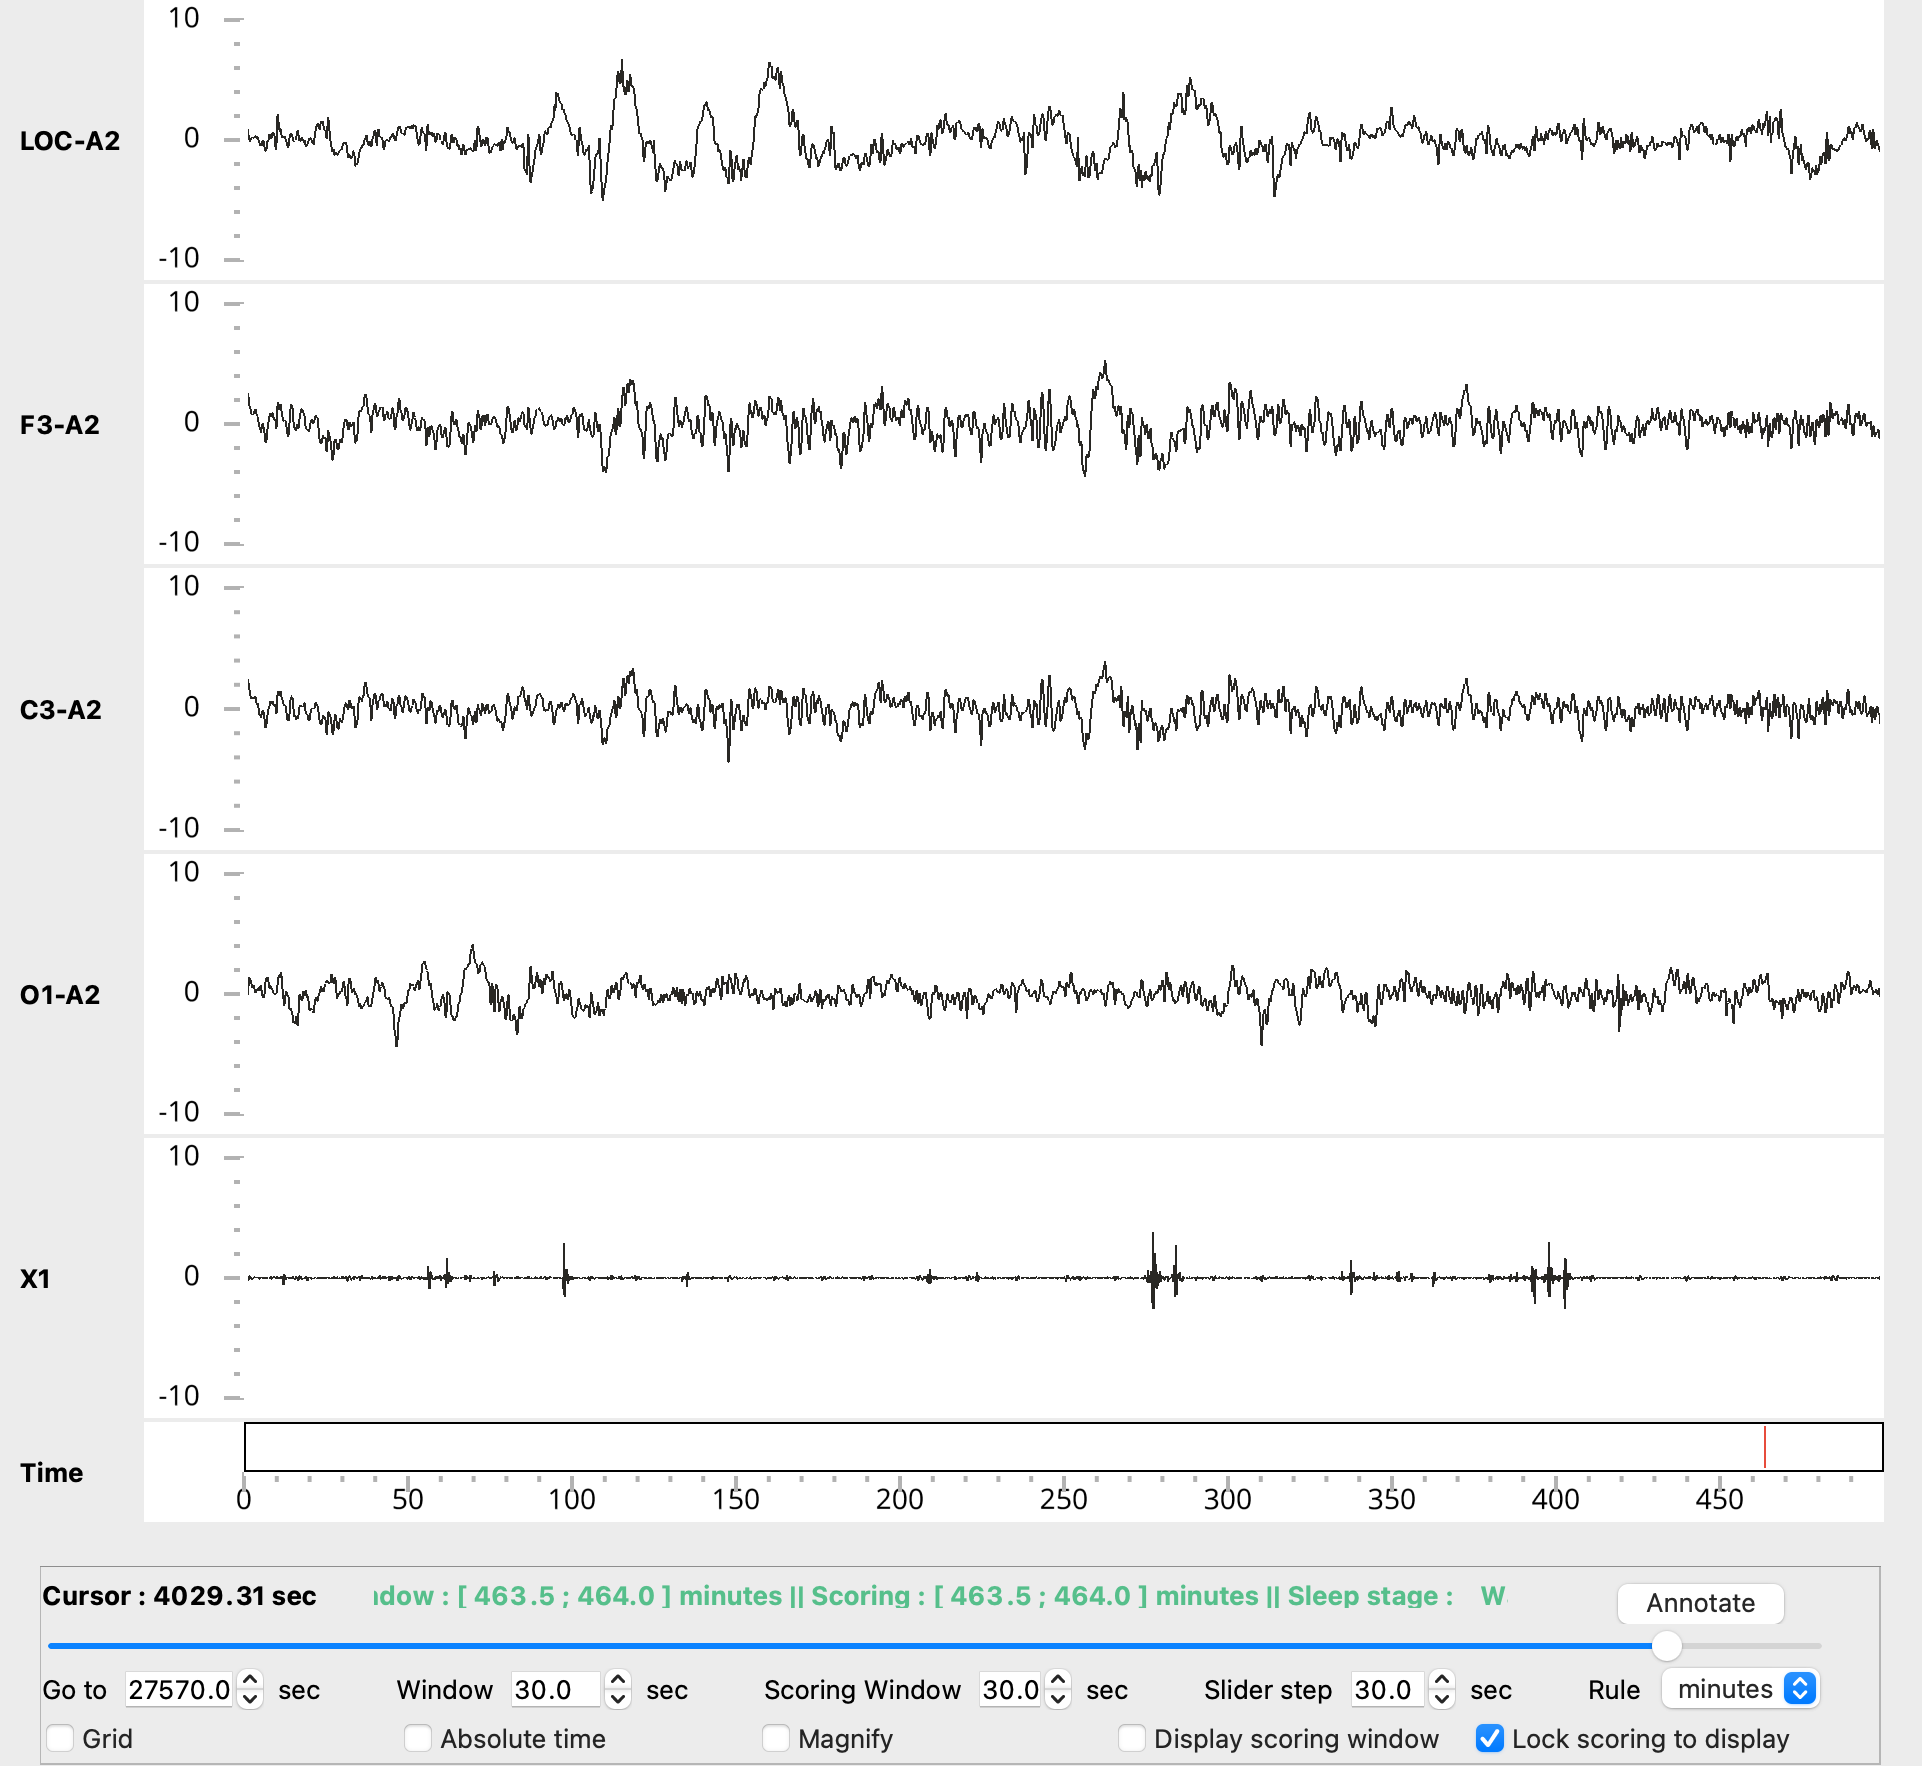 10
LOC-A2 0
-10
10
F3-A2 0
-10
10
C3-A2 0
-10
10
O1-A2 0
-10
10
X1 0
-10
Time
0 50 100 150 200 250 300 350 400 450
Cursor : 4029.31 sec dow : [ 463.5 ; 464.0 ] minutes || Scoring : [ 463.5 ; 464.0 ] minutes || Sleep stage : W Annotate
Go to 27570.0 sec Window 30.0 sec Scoring Window 30.0 sec Slider step 30.0 sec Rule minutes
Grid Absolute time Magnify Display scoring window Lock scoring to display